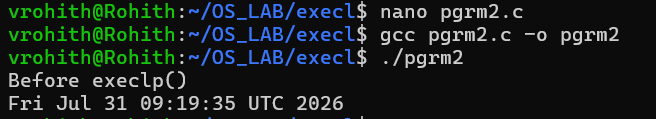 vrohith@Rohith:~/OS_LAB/execl$ nano pgrm2.c
vrohith@Rohith:~/OS_LAB/execl$ gcc pgrm2.c -o pgrm2
vrohith@Rohith:~/OS_LAB/execl$ ./pgrm2
Before execlp()
Fri Jul 31 09:19:35 UTC 2026